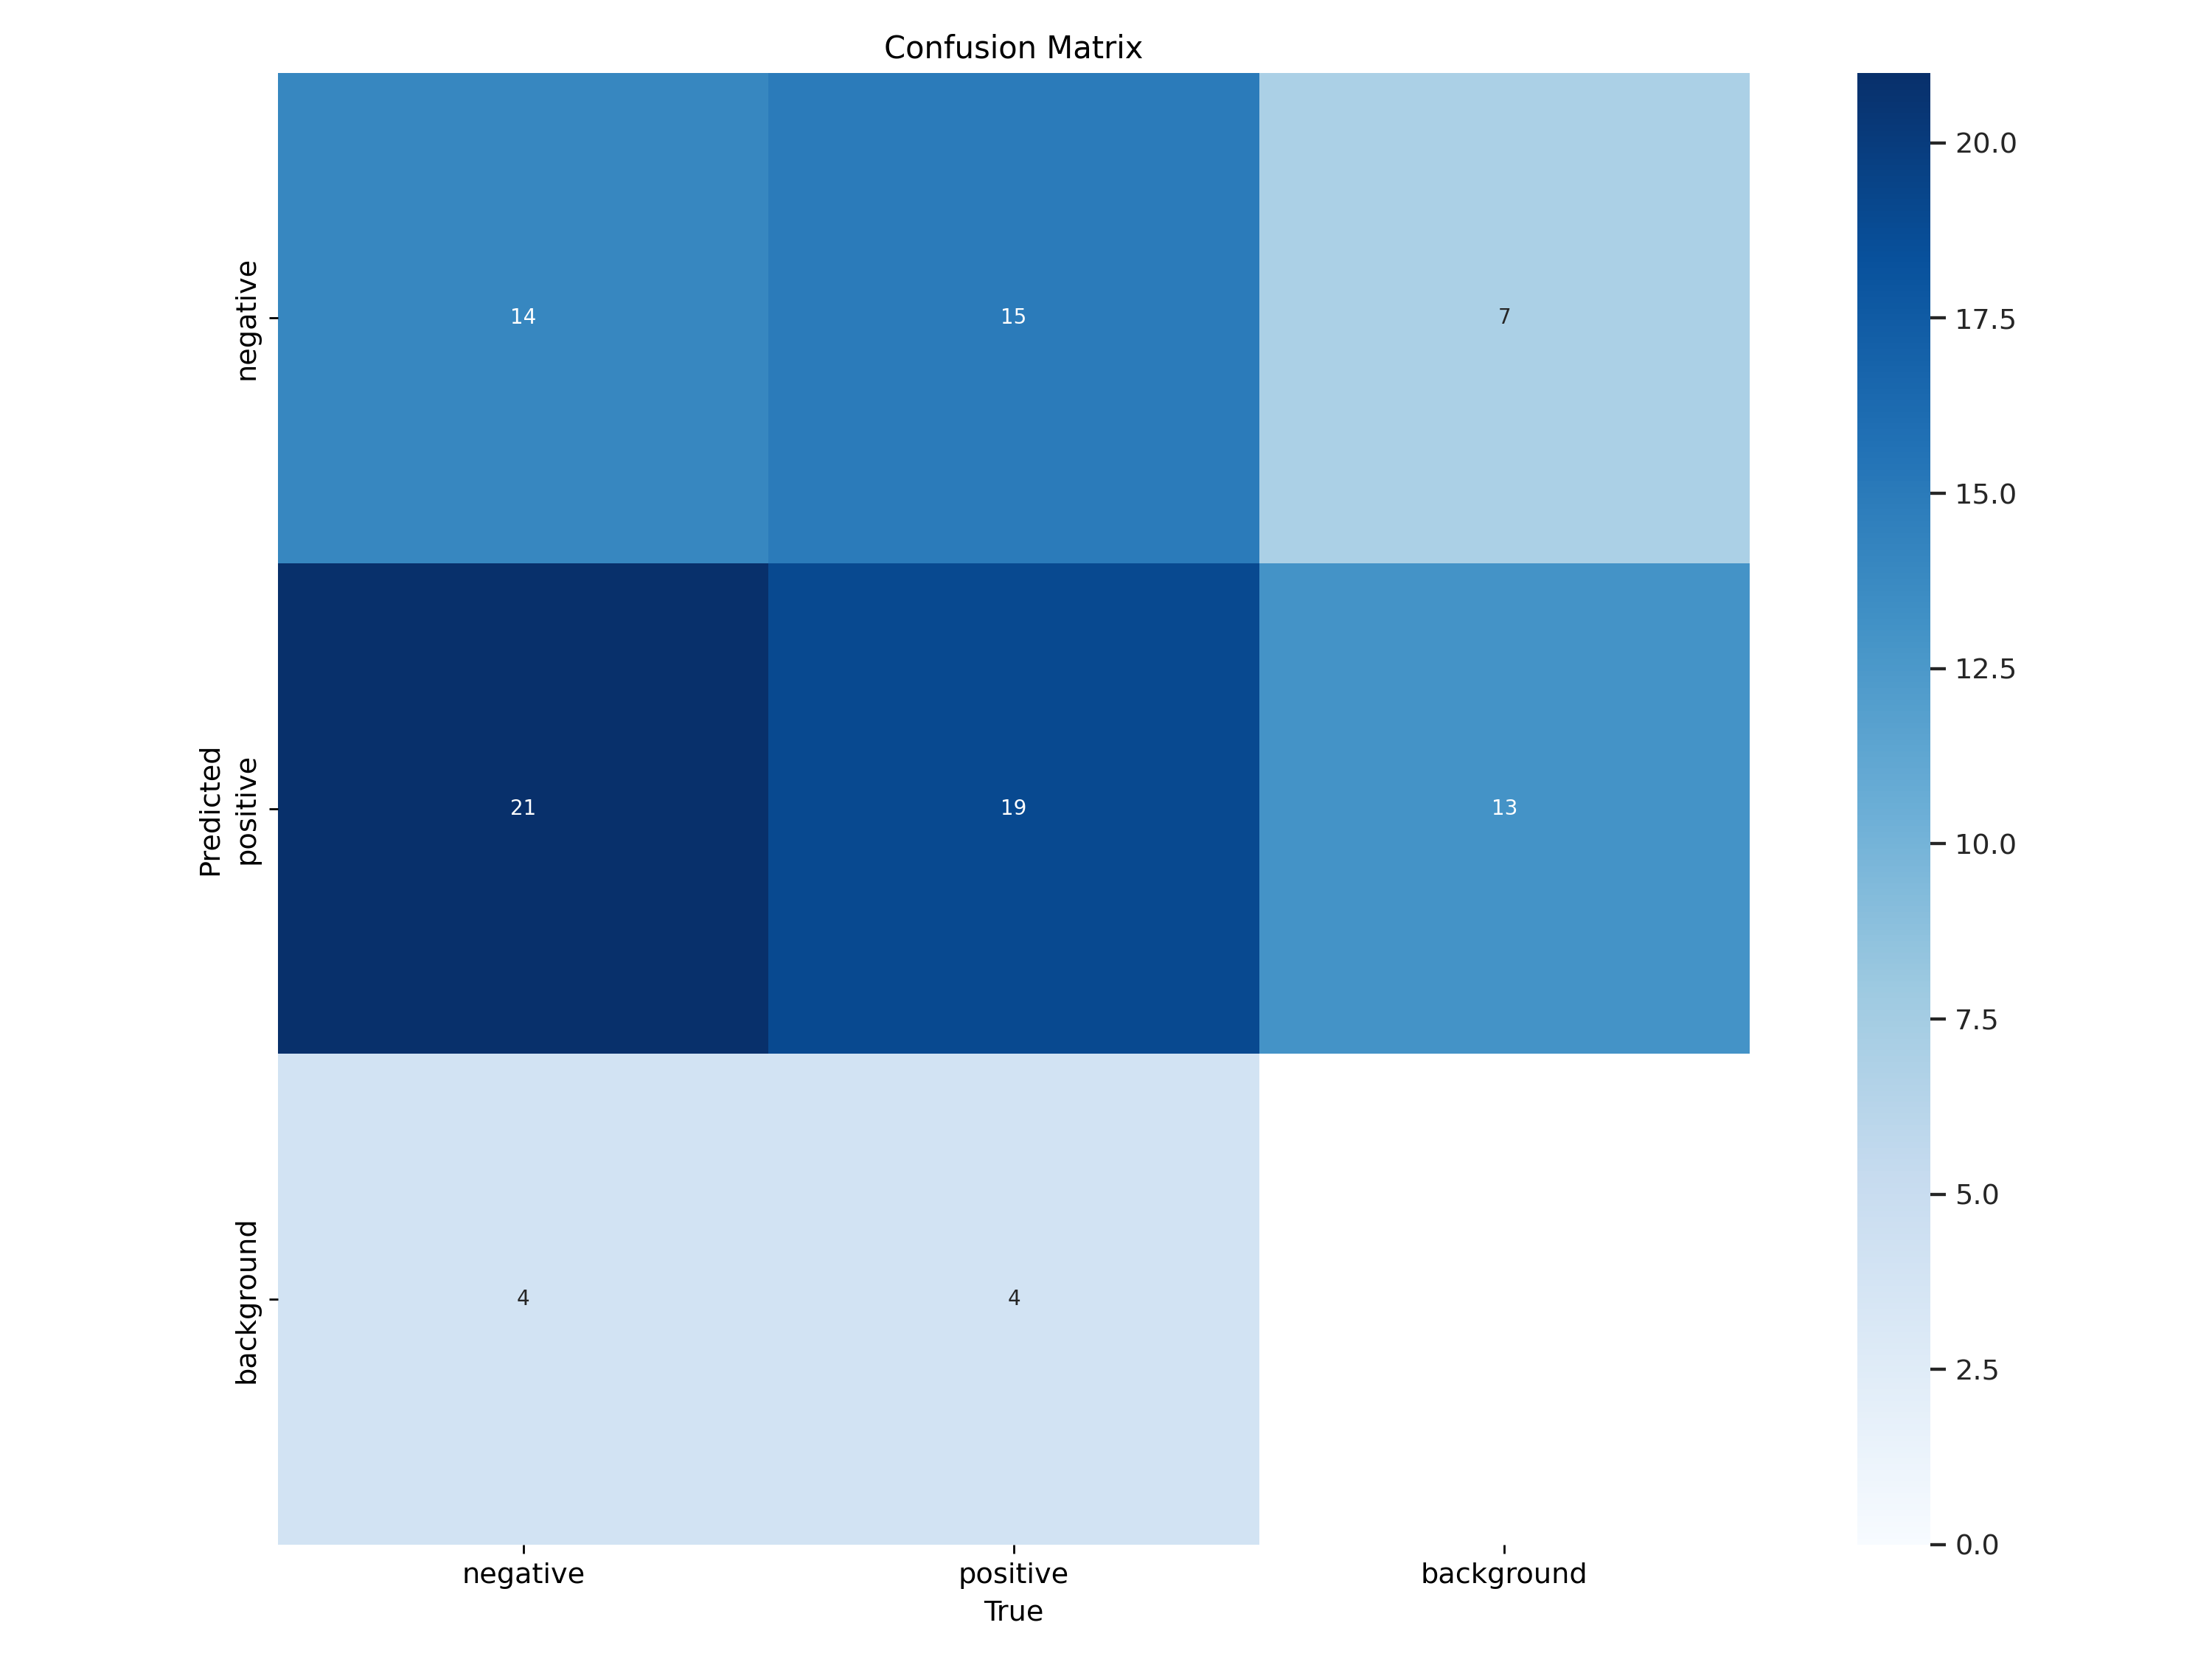 Confusion Matrix
negative
14
15
7
Predicted
positive
21
19
13
background
4
4
negative
positive
background
True
20.0
17.5
15.0
12.5
10.0
7.5
5.0
2.5
0.0